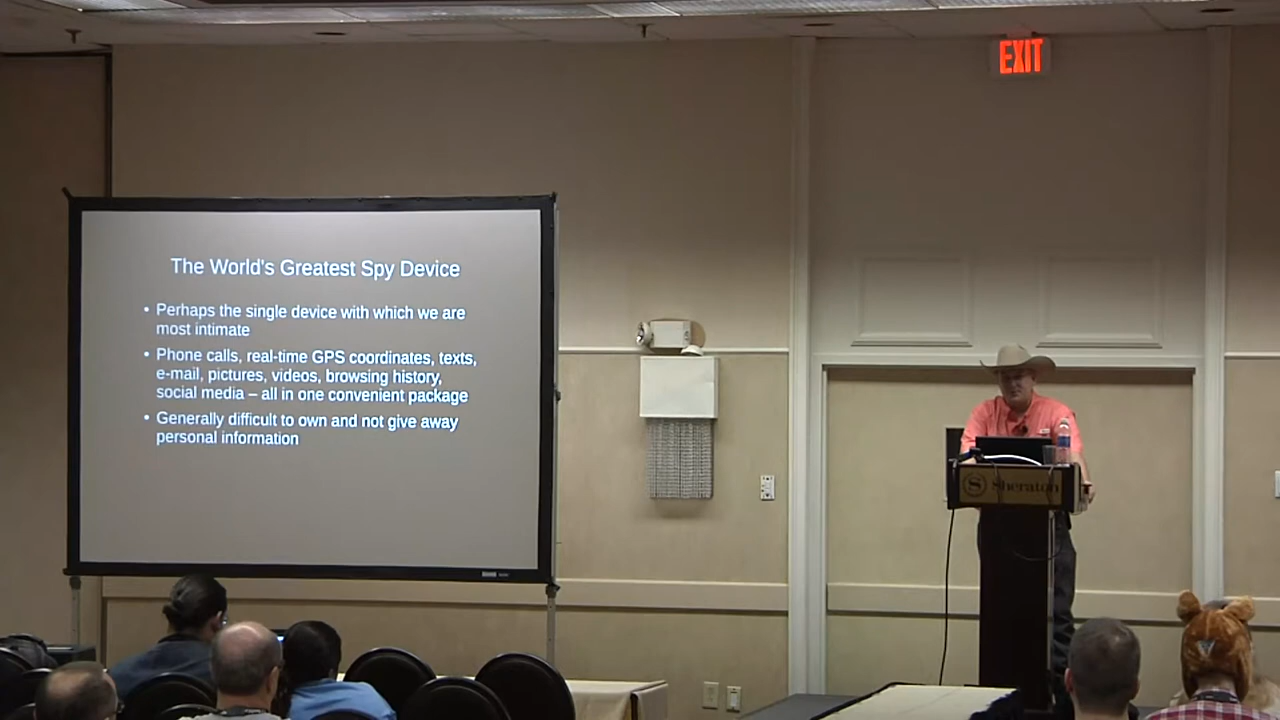 EXIT
The World's Greatest Spy Device
• Perhaps the single device with which we are
most intimate
• Phone calls, real-time GPS coordinates, texts,
e-mail, pictures, videos, browsing history,
social media – all in one convenient package
• Generally difficult to own and not give away
personal information
S Sheraton